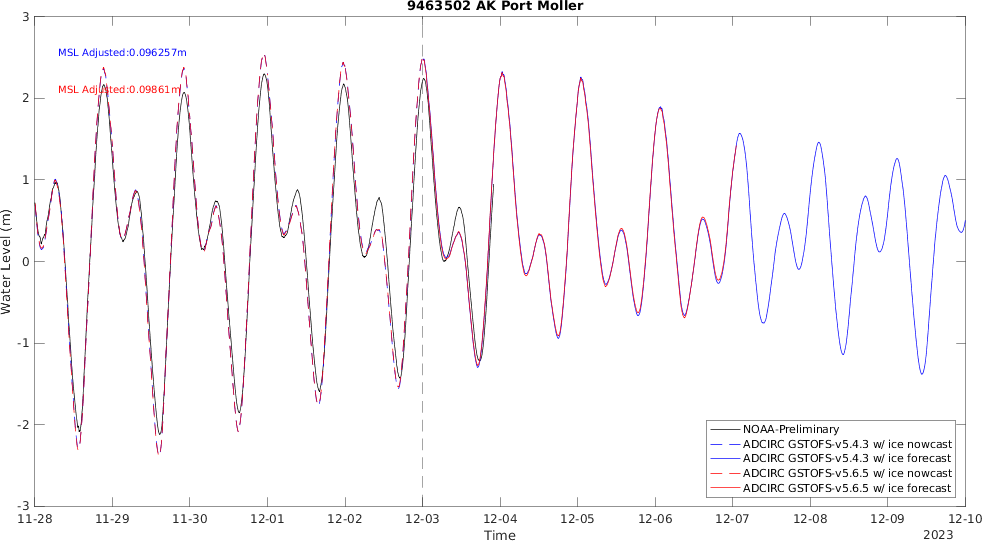 9463502 AK Port Moller
3
MSL Adjusted:0.096257m
2
MSL Adjusted:0.09861m
1
Water Level (m)
0
-1
-2
NOAA-Preliminary
ADCIRC GSTOFS-v5.4.3 w/ ice nowcast
ADCIRC GSTOFS-v5.4.3 w/ ice forecast
ADCIRC GSTOFS-v5.6.5 w/ ice nowcast
ADCIRC GSTOFS-v5.6.5 w/ ice forecast
-3
11-28 11-29 11-30 12-01 12-02 12-03 12-04 12-05 12-06 12-07 12-08 12-09 12-10
Time 2023